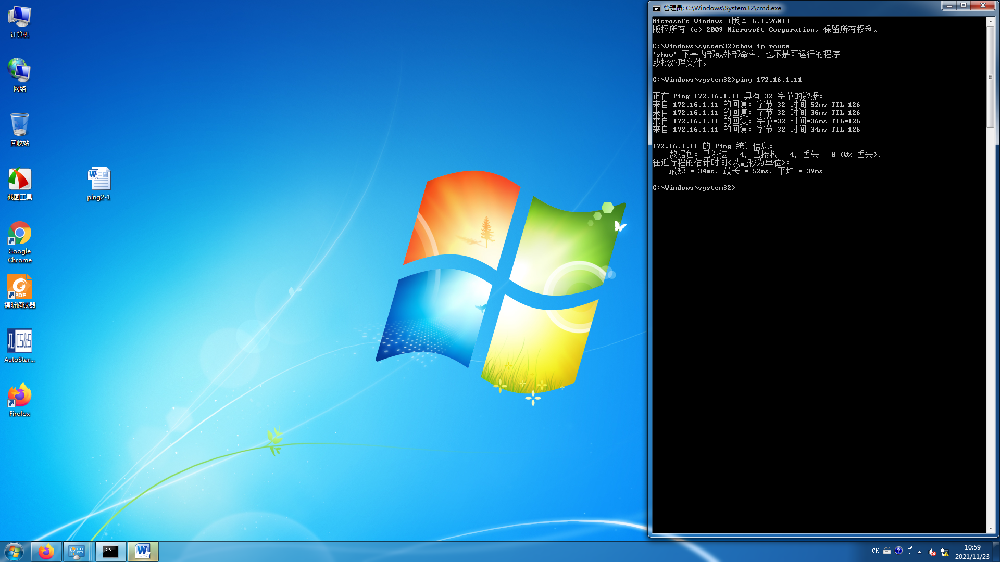 计算机
网络
回收站
截图工具
ping2-1
Google
Chrome
PDF
福昕阅读器
JLCSS
AutoStar...
Firefox
管理员: C:\Windows\System32\cmd.exe
Microsoft Windows [版本 6.1.7601]
版权所有 (c) 2009 Microsoft Corporation。保留所有权利。
C:\Windows\system32>show ip route
'show' 不是内部或外部命令，也不是可运行的程序
或批处理文件。
C:\Windows\system32>ping 172.16.1.11
正在 Ping 172.16.1.11 具有 32 字节的数据:
来自 172.16.1.11 的回复: 字节=32 时间=52ms TTL=126
来自 172.16.1.11 的回复: 字节=32 时间=36ms TTL=126
来自 172.16.1.11 的回复: 字节=32 时间=36ms TTL=126
来自 172.16.1.11 的回复: 字节=32 时间=34ms TTL=126
172.16.1.11 的 Ping 统计信息:
数据包: 已发送 = 4，已接收 = 4，丢失 = 0 (0% 丢失)，
往返行程的估计时间(以毫秒为单位):
最短 = 34ms，最长 = 52ms，平均 = 39ms
C:\Windows\system32>
CH
10:59
2021/11/23